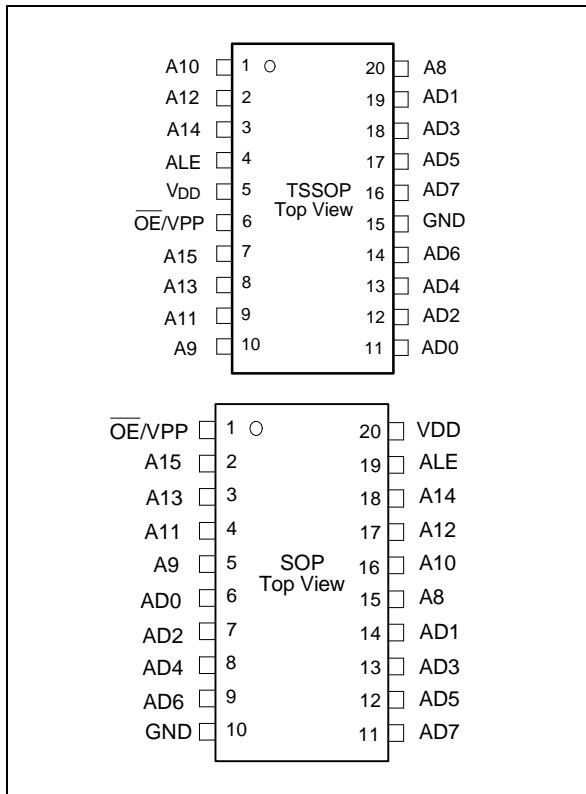 A10 1 20 A8
A12 2 19 AD1
A14 3 18 AD3
ALE 4 17 AD5
VDD 5 TSSOP 16 AD7
Top View
OE/VPP 6 15 GND
A15 7 14 AD6
A13 8 13 AD4
A11 9 12 AD2
A9 10 11 AD0
OE/VPP 1 20 VDD
A15 2 19 ALE
A13 3 18 A14
A11 4 17 A12
A9 5 SOP 16 A10
Top View
AD0 6 15 A8
AD2 7 14 AD1
AD4 8 13 AD3
AD6 9 12 AD5
GND 10 11 AD7